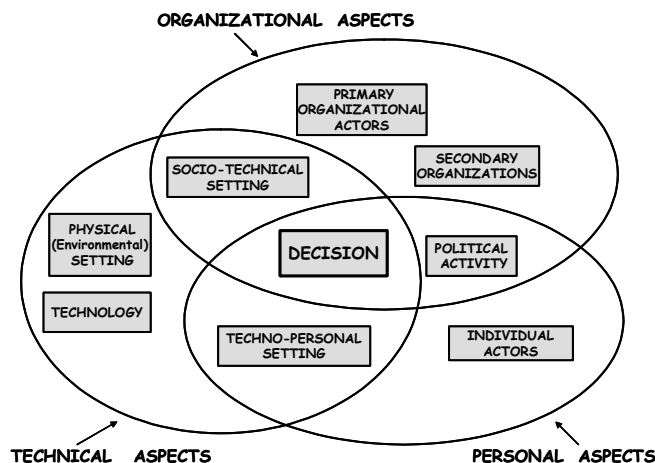 ORGANIZATIONAL ASPECTS
PRIMARY
ORGANIZATIONAL
ACTORS
SECONDARY
ORGANIZATIONS
SOCIO-TECHNICAL
SETTING
PHYSICAL
(Environmental)
SETTING
DECISION
POLITICAL
ACTIVITY
TECHNOLOGY
TECHNO-PERSONAL
SETTING
INDIVIDUAL
ACTORS
TECHNICAL ASPECTS
PERSONAL ASPECTS